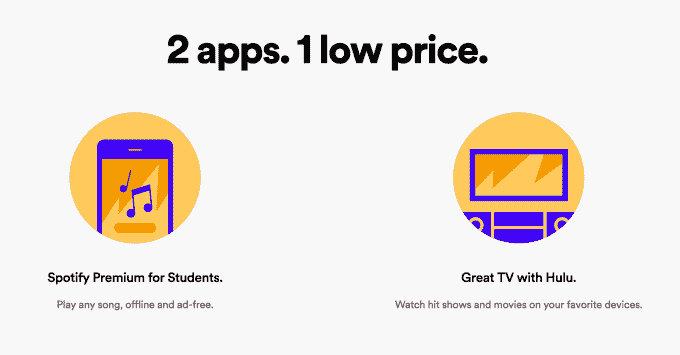 2 apps. 1 low price.
Spotify Premium for Students.
Play any song, offline and ad-free.
Great TV with Hulu.
Watch hit shows and movies on your favorite devices.